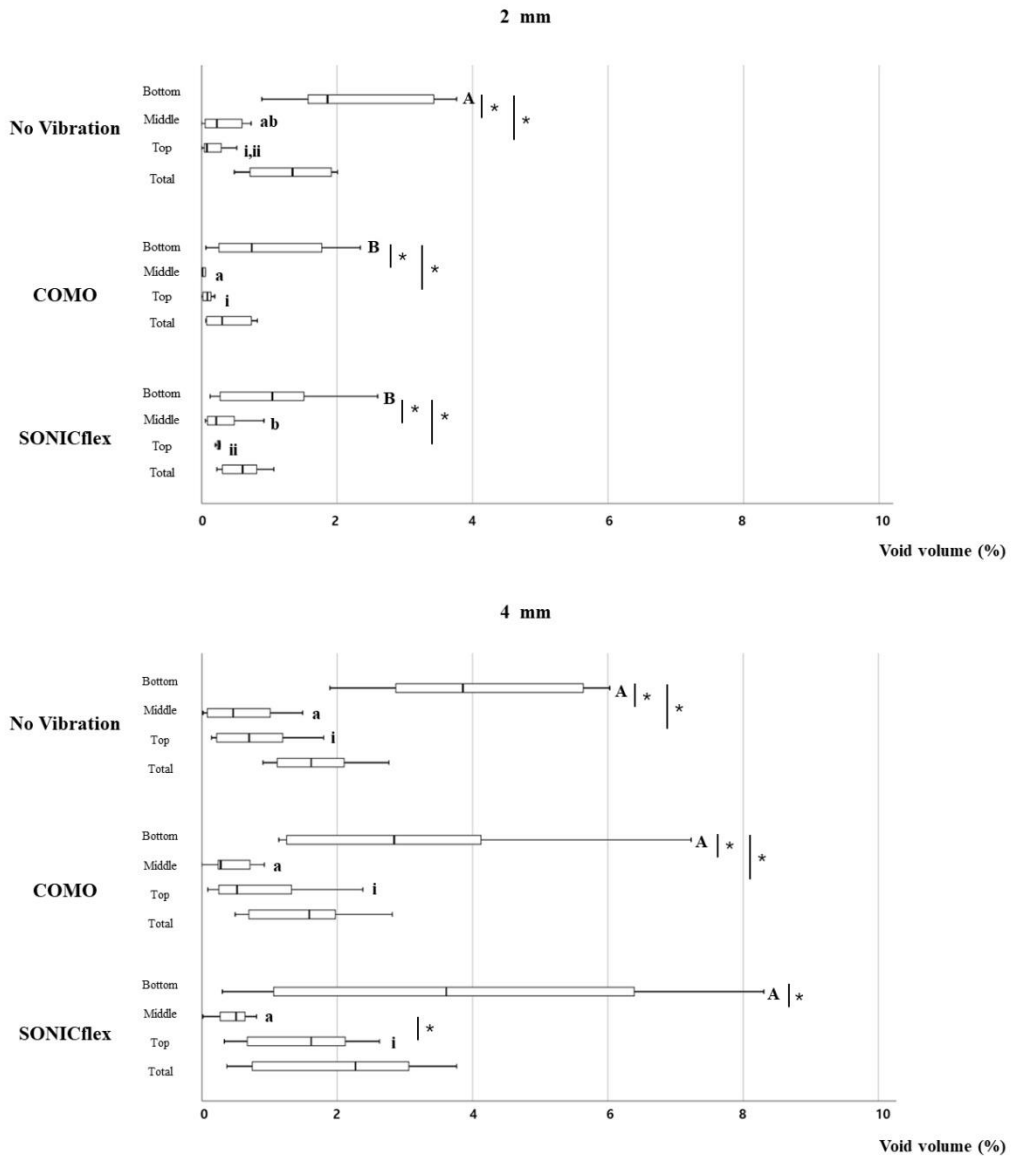 2 mm
Bottom
A
*
*
No Vibration
Middle
ab
Top
i,ii
Total
Bottom
B
*
*
Middle
a
COMO
Top
i
Total
Bottom
B
*
*
Middle
b
SONICflex
Top
ii
Total
0 2 4 6 8 10
Void volume (%)
4 mm
Bottom
A
*
*
No Vibration
Middle
a
Top
i
Total
Bottom
A
*
*
Middle
a
COMO
Top
i
Total
Bottom
A
*
Middle
a
SONICflex
*
Top
i
Total
0 2 4 6 8 10
Void volume (%)